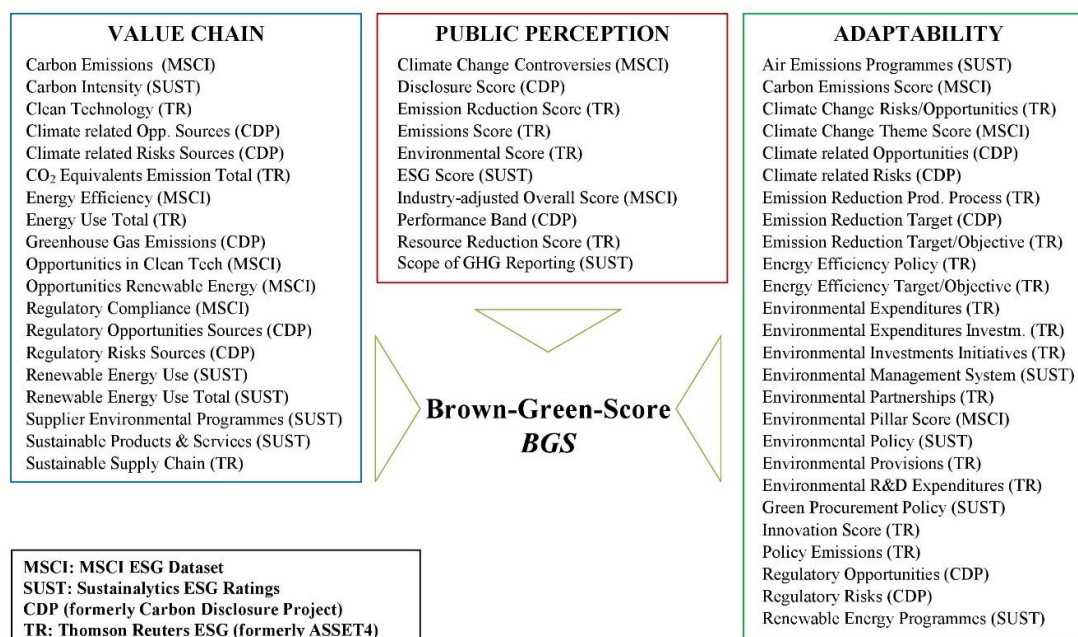 VALUE CHAIN
Carbon Emissions (MSCI)
Carbon Intensity (SUST)
Clean Technology (TR)
Climate related Opp. Sources (CDP)
Climate related Risks Sources (CDP)
CO₂ Equivalents Emission Total (TR)
Energy Efficiency (MSCI)
Energy Use Total (TR)
Greenhouse Gas Emissions (CDP)
Opportunities in Clean Tech (MSCI)
Opportunities Renewable Energy (MSCI)
Regulatory Compliance (MSCI)
Regulatory Opportunities Sources (CDP)
Regulatory Risks Sources (CDP)
Renewable Energy Use (SUST)
Renewable Energy Use Total (SUST)
Supplier Environmental Programmes (SUST)
Sustainable Products & Services (SUST)
Sustainable Supply Chain (TR)
PUBLIC PERCEPTION
Climate Change Controversies (MSCI)
Disclosure Score (CDP)
Emission Reduction Score (TR)
Emissions Score (TR)
Environmental Score (TR)
ESG Score (SUST)
Industry-adjusted Overall Score (MSCI)
Performance Band (CDP)
Resource Reduction Score (TR)
Scope of GHG Reporting (SUST)
ADAPTABILITY
Air Emissions Programmes (SUST)
Carbon Emissions Score (MSCI)
Climate Change Risks/Opportunities (TR)
Climate Change Theme Score (MSCI)
Climate related Opportunities (CDP)
Climate related Risks (CDP)
Emission Reduction Prod. Process (TR)
Emission Reduction Target (CDP)
Emission Reduction Target/Objective (TR)
Energy Efficiency Policy (TR)
Energy Efficiency Target/Objective (TR)
Environmental Expenditures (TR)
Environmental Expenditures Investm. (TR)
Environmental Investments Initiatives (TR)
Environmental Management System (SUST)
Environmental Partnerships (TR)
Environmental Pillar Score (MSCI)
Environmental Policy (SUST)
Environmental Provisions (TR)
Environmental R&D Expenditures (TR)
Green Procurement Policy (SUST)
Innovation Score (TR)
Policy Emissions (TR)
Regulatory Opportunities (CDP)
Regulatory Risks (CDP)
Renewable Energy Programmes (SUST)
Brown-Green-Score
BGS
MSCI: MSCI ESG Dataset
SUST: Sustainalytics ESG Ratings
CDP (formerly Carbon Disclosure Project)
TR: Thomson Reuters ESG (formerly ASSET4)